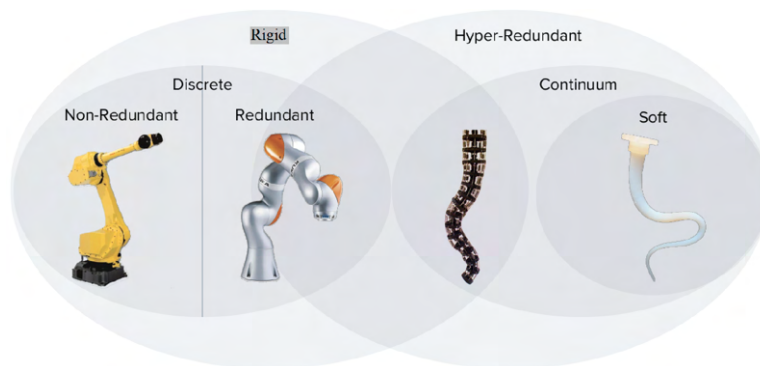 Rigid
Hyper-Redundant
Discrete
Continuum
Non-Redundant
Redundant
Soft